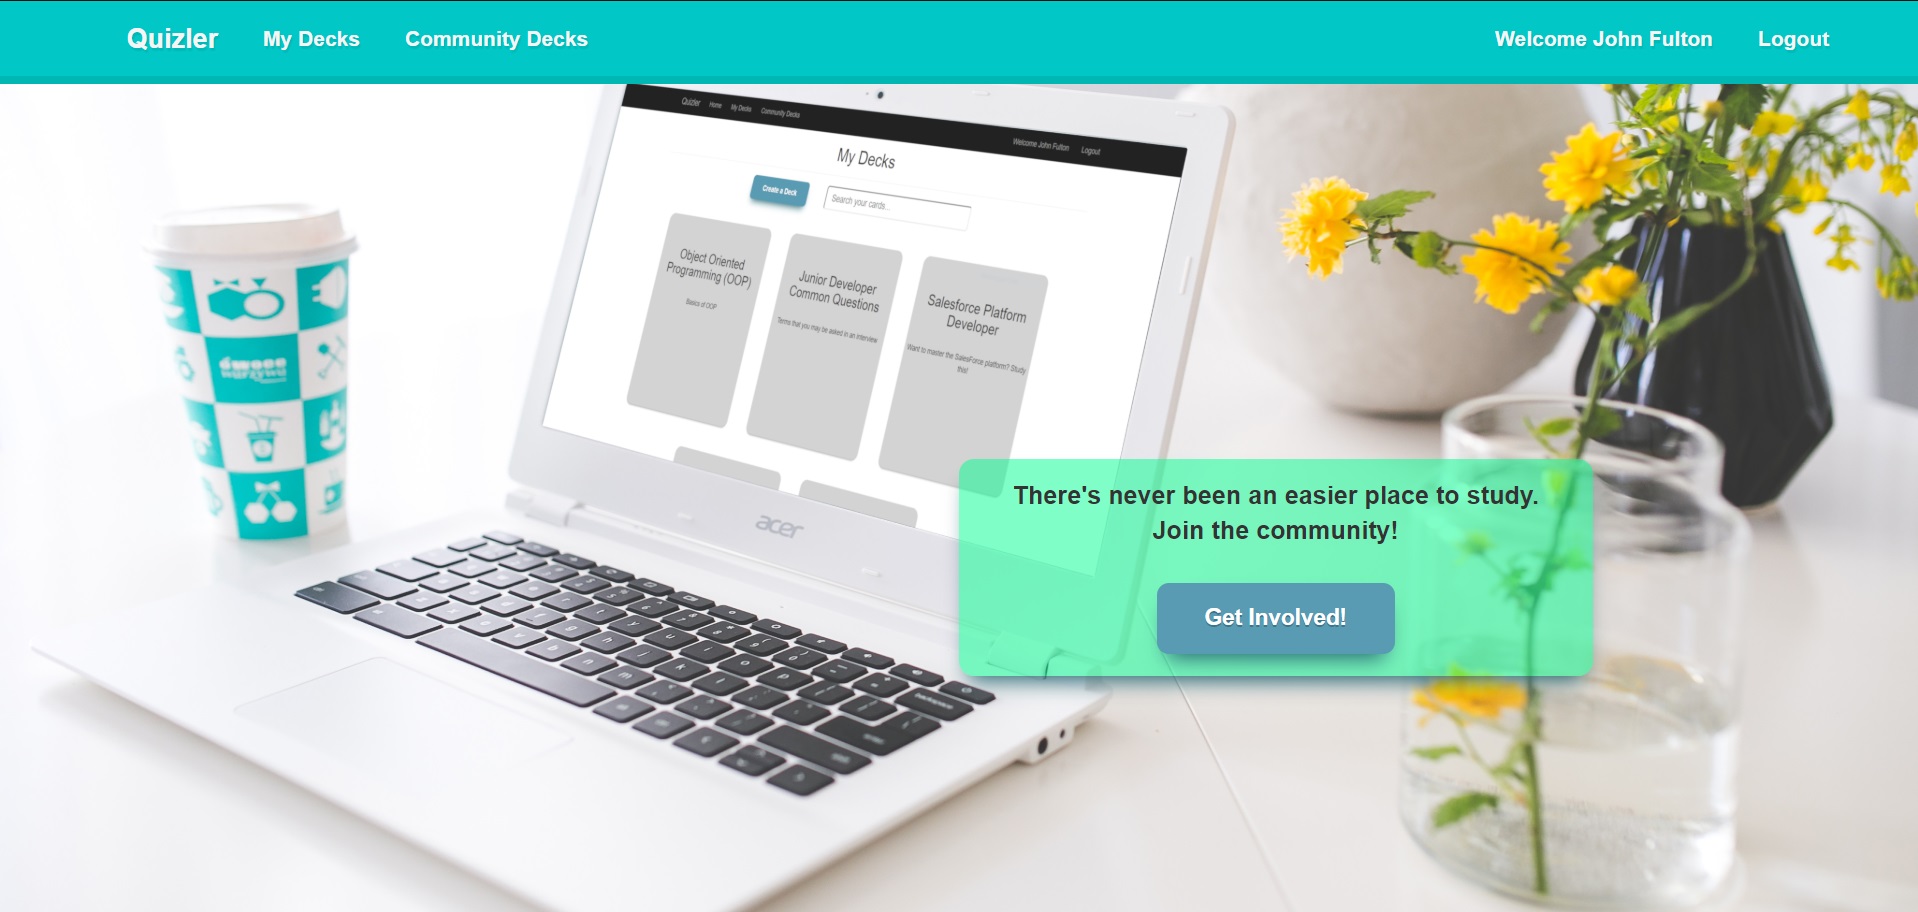 Quizler My Decks Community Decks Welcome John Fulton Logout
Quizler Home My Decks Community Decks Welcome John Fulton Logout
My Decks
Create a Deck Search your cards...
Object Oriented
Programming (OOP)
Basics of OOP
Junior Developer
Common Questions
Terms that you may be asked in an interview
Salesforce Platform
Developer
Want to master the SalesForce platform? Study
this!
acer
There's never been an easier place to study.
Join the community!
Get Involved!
backspace